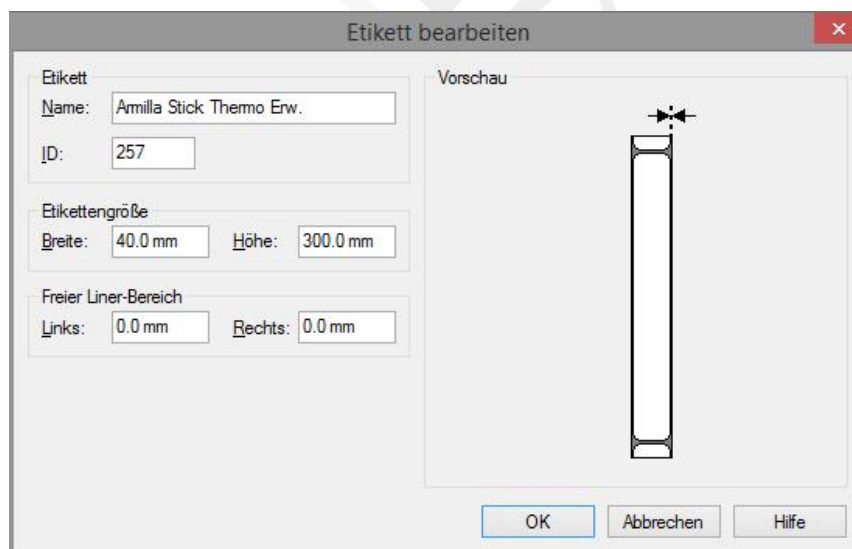 Etikett bearbeiten
Etikett
Name: Armilla Stick Thermo Erw.
ID: 257
Etikettengröße
Breite: 40.0 mm Höhe: 300.0 mm
Freier Liner-Bereich
Links: 0.0 mm Rechts: 0.0 mm
Vorschau
OK Abbrechen Hilfe